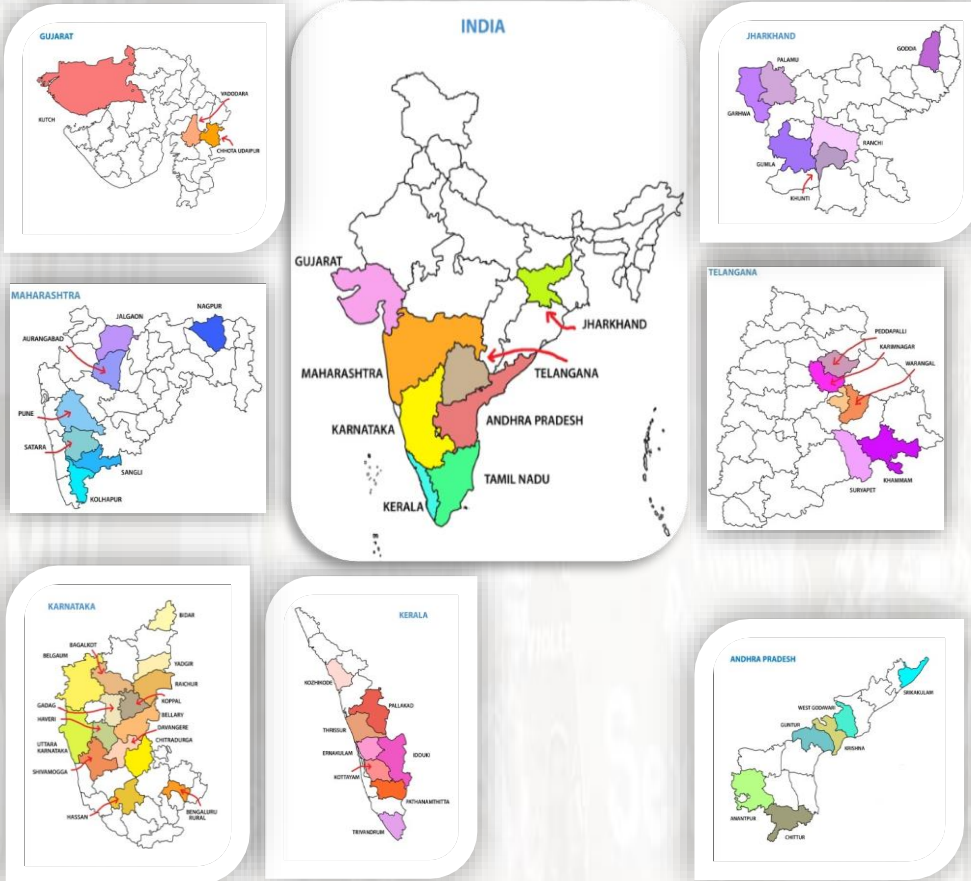 GUJARAT
VADODARA
KUTCH
CHHOTA UDAIPUR
INDIA
GUJARAT
JHARKHAND
MAHARASHTRA
TELANGANA
KARNATAKA
ANDHRA PRADESH
TAMIL NADU
KERALA
JHARKHAND
GODDA
PALAMU
GARHWA
RANCHI
GUMLA
KHUNTI
MAHARASHTRA
NAGPUR
JALGAON
AURANGABAD
PUNE
SATARA
SANGLI
KOLHAPUR
TELANGANA
PEDDAPALLI
KARIMNAGAR
WARANGAL
KHAMMAM
SURYAPET
KARNATAKA
BIDAR
BAGALKOT
BELGAUM
YADGIR
RAICHUR
KOPPAL
GADAG
BELLARY
HAVERI
DAVANGERE
CHITRADURGA
UTTARA
KARNATAKA
SHIVAMOGGA
HASSAN
BENGALURU
RURAL
KERALA
KOZHIKODE
PALLAKAD
THRISSUR
ERNAKULAM
IDDUKI
KOTTAYAM
PATHANAMTHITTA
TRIVANDRUM
ANDHRA PRADESH
SRIKAKULAM
WEST GODAVARI
GUNTUR
KRISHNA
ANANTPUR
CHITTUR